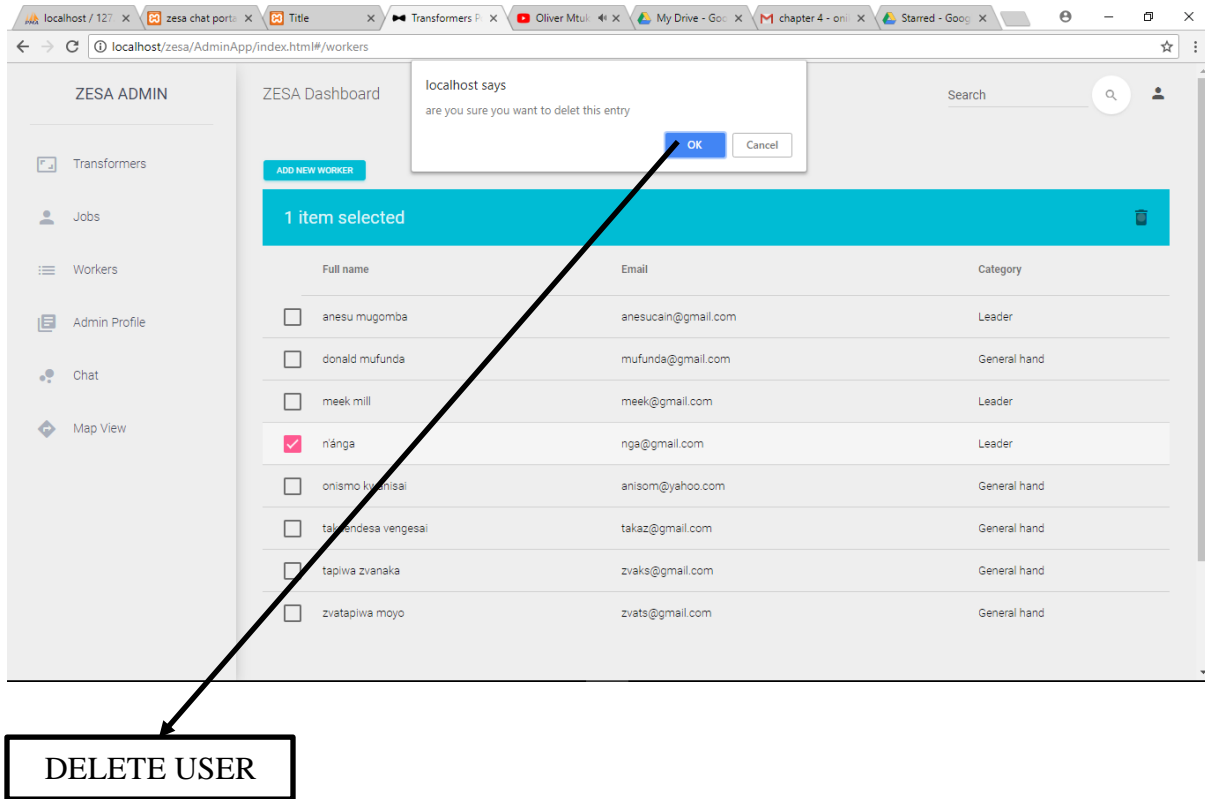 localhost / 127
zesa chat porta
Title
Transformers P
Oliver Mtuk
My Drive - Goo
chapter 4 - oni
Starred - Goog
localhost/zesa/AdminApp/index.html#/workers
ZESA ADMIN
ZESA Dashboard
localhost says
are you sure you want to delet this entry
OK
Cancel
Search
Transformers
Jobs
Workers
Admin Profile
Chat
Map View
ADD NEW WORKER
1 item selected
Full name Email Category
anesu mugomba anesucain@gmail.com Leader
donald mufunda mufunda@gmail.com General hand
meek mill meek@gmail.com Leader
n'ánga nga@gmail.com Leader
onismo anisom@yahoo.com General hand
vengesai takaz@gmail.com General hand
tapiwa zvanaka zvaks@gmail.com General hand
zvatapiwa moyo zvats@gmail.com General hand
DELETE USER